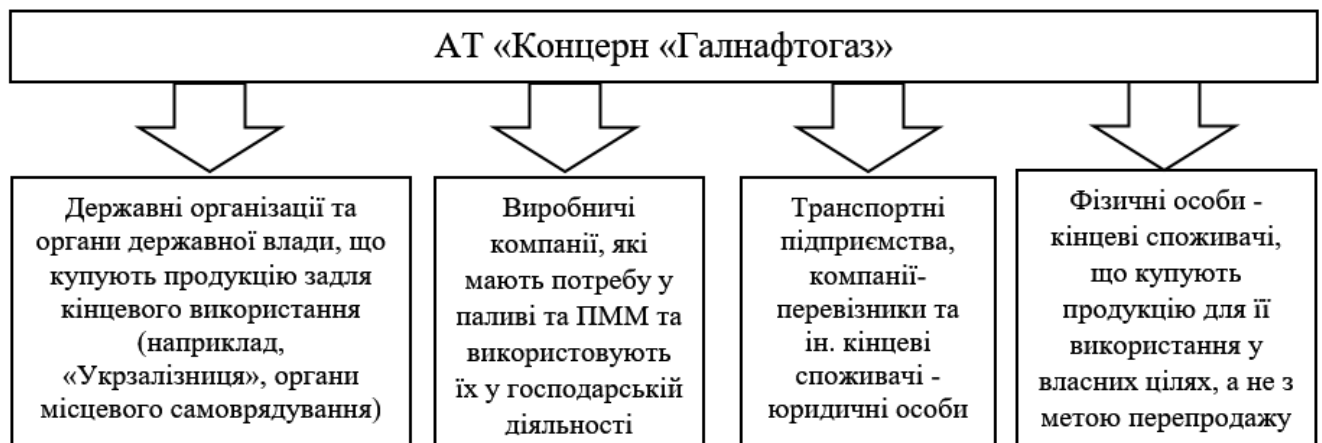 АТ «Концерн «Галнафтогаз»
Державні організації та
органи державної влади, що
купують продукцію задля
кінцевого використання
(наприклад,
«Укрзалізниця», органи
місцевого самоврядування)
Виробничі
компанії, які
мають потребу у
паливі та ПММ та
використовують
їх у господарській
діяльності
Транспортні
підприємства,
компанії-
перевізники та
ін. кінцеві
споживачі -
юридичні особи
Фізичні особи -
кінцеві споживачі,
що купують
продукцію для її
використання у
власних цілях, а не з
метою перепродажу